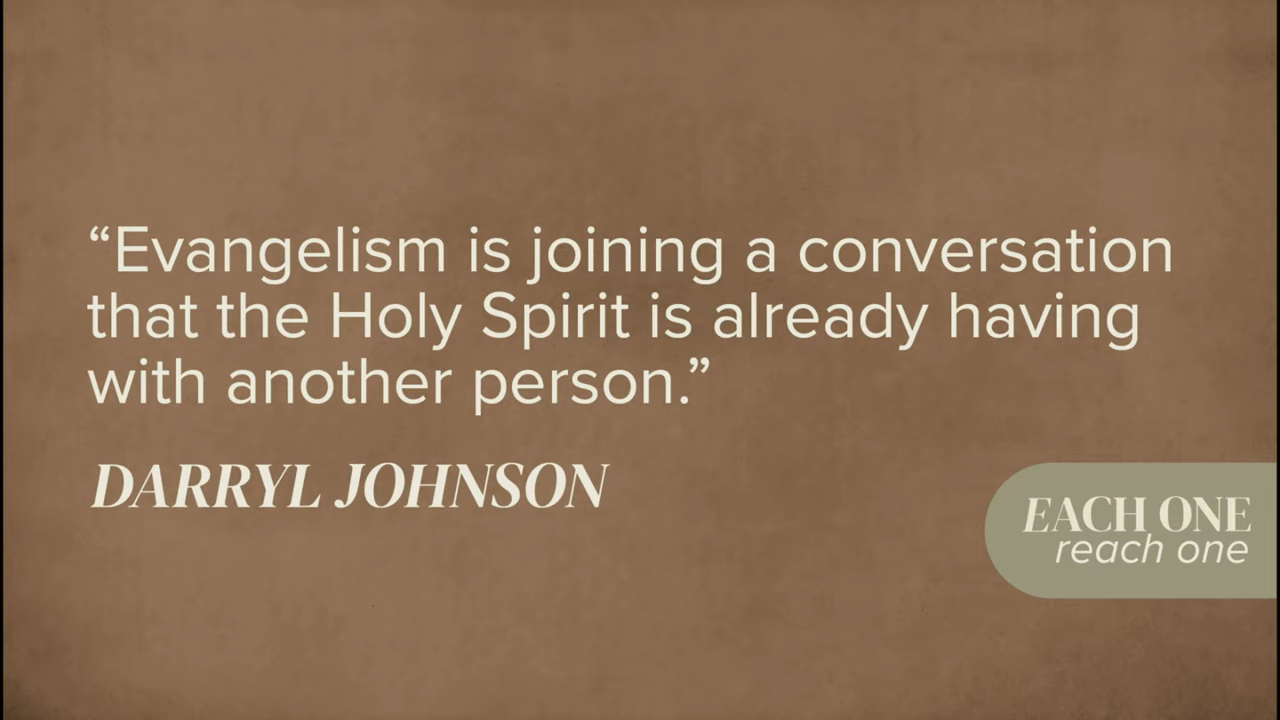 “Evangelism is joining a conversation
that the Holy Spirit is already having
with another person.”
DARRYL JOHNSON
EACH ONE
reach one